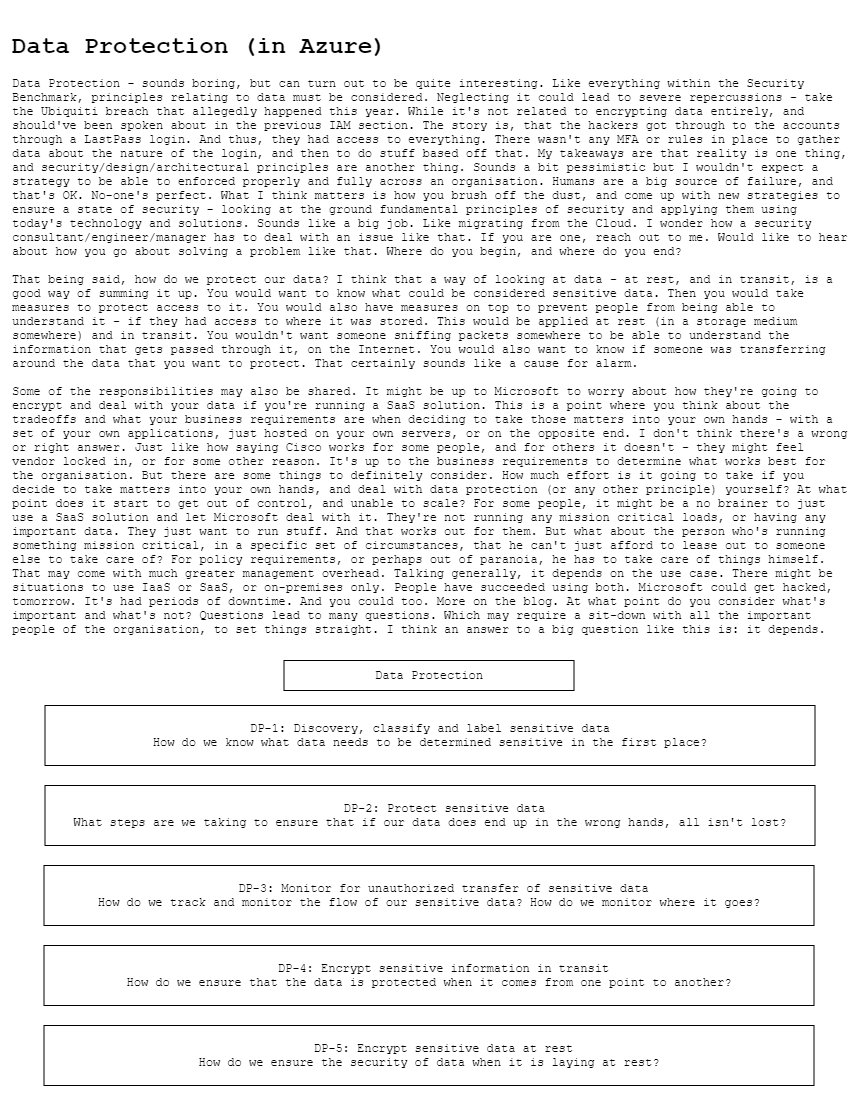 Data Protection (in Azure)
Data Protection - sounds boring, but can turn out to be quite interesting. Like everything within the Security
Benchmark, principles relating to data must be considered. Neglecting it could lead to severe repercussions - take
the Ubiquiti breach that allegedly happened this year. While it's not related to encrypting data entirely, and
should've been spoken about in the previous IAM section. The story is, that the hackers got through to the accounts
through a LastPass login. And thus, they had access to everything. There wasn't any MFA or rules in place to gather
data about the nature of the login, and then to do stuff based off that. My takeaways are that reality is one thing,
and security/design/architectural principles are another thing. Sounds a bit pessimistic but I wouldn't expect a
strategy to be able to enforced properly and fully across an organisation. Humans are a big source of failure, and
that's OK. No-one's perfect. What I think matters is how you brush off the dust, and come up with new strategies to
ensure a state of security - looking at the ground fundamental principles of security and applying them using
today's technology and solutions. Sounds like a big job. Like migrating from the Cloud. I wonder how a security
consultant/engineer/manager has to deal with an issue like that. If you are one, reach out to me. Would like to hear
about how you go about solving a problem like that. Where do you begin, and where do you end?
That being said, how do we protect our data? I think that a way of looking at data - at rest, and in transit, is a
good way of summing it up. You would want to know what could be considered sensitive data. Then you would take
measures to protect access to it. You would also have measures on top to prevent people from being able to
understand it - if they had access to where it was stored. This would be applied at rest (in a storage medium
somewhere) and in transit. You wouldn't want someone sniffing packets somewhere to be able to understand the
information that gets passed through it, on the Internet. You would also want to know if someone was transferring
around the data that you want to protect. That certainly sounds like a cause for alarm.
Some of the responsibilities may also be shared. It might be up to Microsoft to worry about how they're going to
encrypt and deal with your data if you're running a SaaS solution. This is a point where you think about the
tradeoffs and what your business requirements are when deciding to take those matters into your own hands - with a
set of your own applications, just hosted on your own servers, or on the opposite end. I don't think there's a wrong
or right answer. Just like how saying Cisco works for some people, and for others it doesn't - they might feel
vendor locked in, or for some other reason. It's up to the business requirements to determine what works best for
the organisation. But there are some things to definitely consider. How much effort is it going to take if you
decide to take matters into your own hands, and deal with data protection (or any other principle) yourself? At what
point does it start to get out of control, and unable to scale? For some people, it might be a no brainer to just
use a SaaS solution and let Microsoft deal with it. They're not running any mission critical loads, or having any
important data. They just want to run stuff. And that works out for them. But what about the person who's running
something mission critical, in a specific set of circumstances, that he can't just afford to lease out to someone
else to take care of? For policy requirements, or perhaps out of paranoia, he has to take care of things himself.
That may come with much greater management overhead. Talking generally, it depends on the use case. There might be
situations to use IaaS or SaaS, or on-premises only. People have succeeded using both. Microsoft could get hacked,
tomorrow. It's had periods of downtime. And you could too. More on the blog. At what point do you consider what's
important and what's not? Questions lead to many questions. Which may require a sit-down with all the important
people of the organisation, to set things straight. I think an answer to a big question like this is: it depends.
Data Protection
DP-1: Discovery, classify and label sensitive data
How do we know what data needs to be determined sensitive in the first place?
DP-2: Protect sensitive data
What steps are we taking to ensure that if our data does end up in the wrong hands, all isn't lost?
DP-3: Monitor for unauthorized transfer of sensitive data
How do we track and monitor the flow of our sensitive data? How do we monitor where it goes?
DP-4: Encrypt sensitive information in transit
How do we ensure that the data is protected when it comes from one point to another?
DP-5: Encrypt sensitive data at rest
How do we ensure the security of data when it is laying at rest?